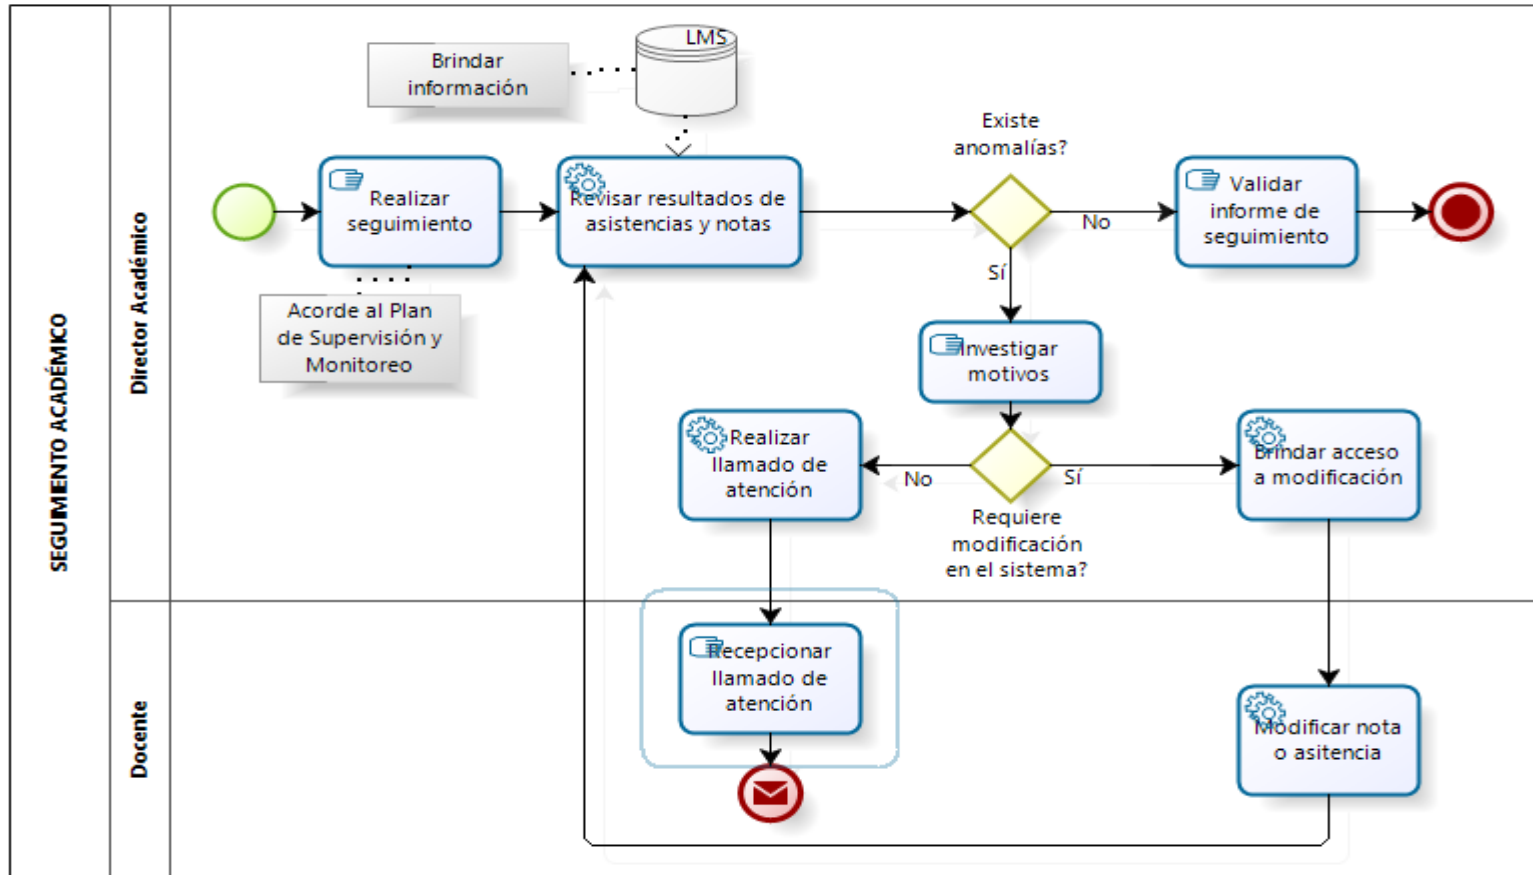 SEGUIMIENTO ACADÉMICO
Director Académico
Brindar
información
LMS
Realizar
seguimiento
Acorde al Plan
de Supervisión y
Monitoreo
Revisar resultados de
asistencias y notas
Existe
anomalías?
No
Validar
informe de
seguimiento
Sí
Investigar
motivos
Realizar
llamado de
atención
No
Sí
Requiere
modificación
en el sistema?
Brindar acceso
a modificación
Docente
Recepcionar
llamado de
atención
Modificar nota
o asitencia